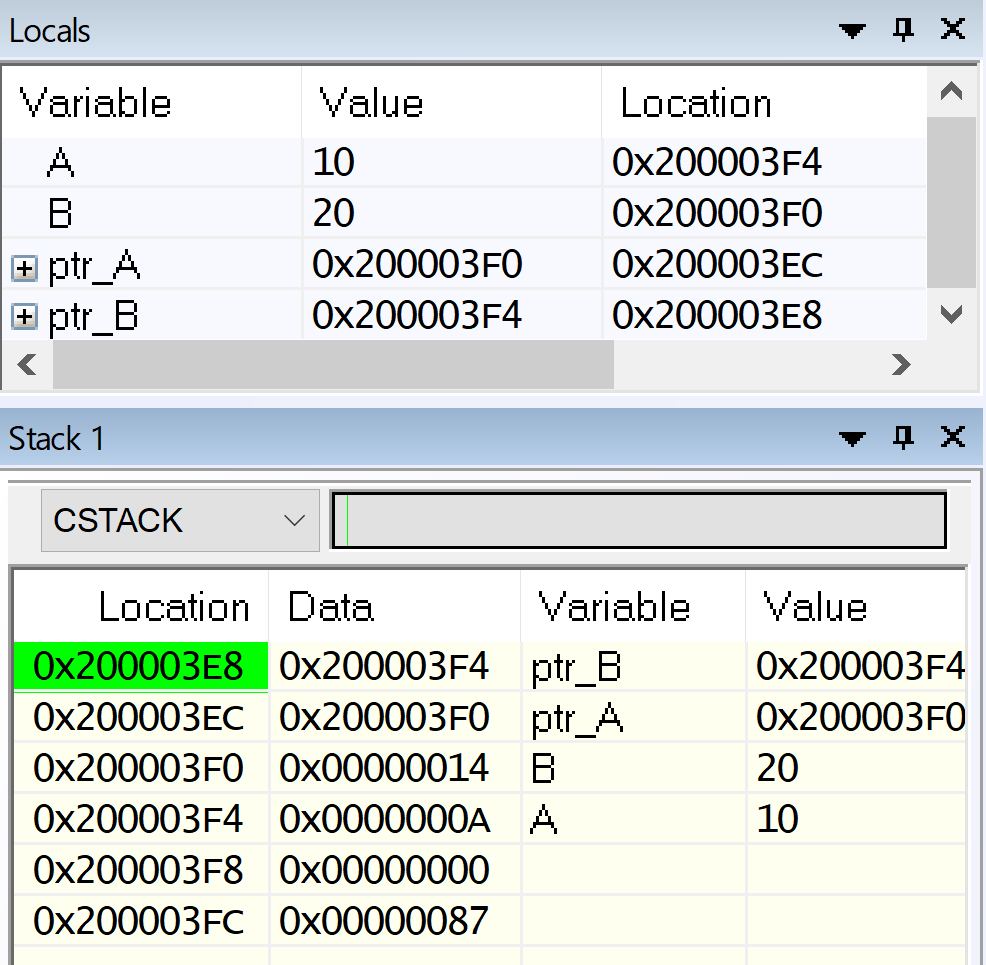 Locals
Variable Value Location
A 10 0x200003F4
B 20 0x200003F0
ptr_A 0x200003F0 0x200003EC
ptr_B 0x200003F4 0x200003E8
Stack 1
CSTACK
Location Data Variable Value
0x200003E8 0x200003F4 ptr_B 0x200003F4
0x200003EC 0x200003F0 ptr_A 0x200003F0
0x200003F0 0x00000014 B 20
0x200003F4 0x0000000A A 10
0x200003F8 0x00000000
0x200003FC 0x00000087